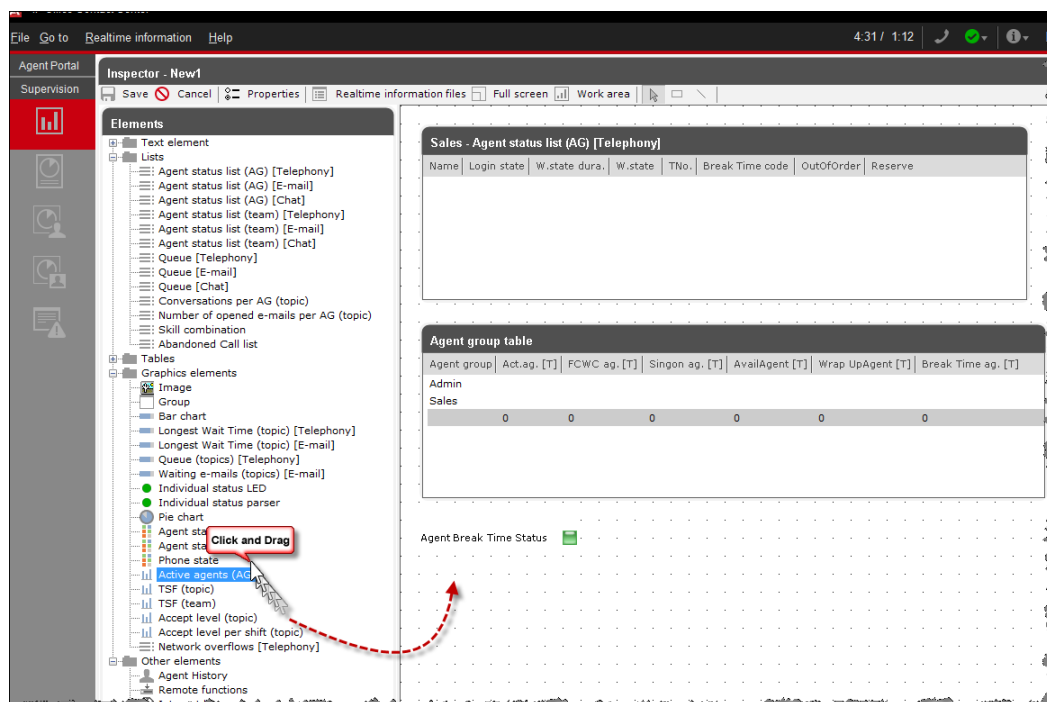 File Go to Realtime information Help 4:31 / 1:12
Agent Portal
Supervision
Inspector - New1
Save Cancel Properties Realtime information files Full screen Work area
Elements
Text element
Lists
Agent status list (AG) [Telephony]
Agent status list (AG) [E-mail]
Agent status list (AG) [Chat]
Agent status list (team) [Telephony]
Agent status list (team) [E-mail]
Agent status list (team) [Chat]
Queue [Telephony]
Queue [E-mail]
Queue [Chat]
Conversations per AG (topic)
Number of opened e-mails per AG (topic)
Skill combination
Abandoned Call list
Tables
Graphics elements
Image
Group
Bar chart
Longest Wait Time (topic) [Telephony]
Longest Wait Time (topic) [E-mail]
Queue (topics) [Telephony]
Waiting e-mails (topics) [E-mail]
Individual status LED
Individual status parser
Pie chart
Agent sta
Agent sta
Click and Drag
Phone state
Active agents (AG
TSF (topic)
TSF (team)
Accept level (topic)
Accept level per shift (topic)
Network overflows [Telephony]
Other elements
Agent History
Remote functions
Sales - Agent status list (AG) [Telephony]
Name Login state W.state dura. W.state TNo. Break Time code OutOfOrder Reserve
Agent group table
Agent group Act.ag. [T] FCWC ag. [T] Singon ag. [T] AvailAgent [T] Wrap UpAgent [T] Break Time ag. [T]
Admin
Sales
0 0 0 0 0 0
Agent Break Time Status